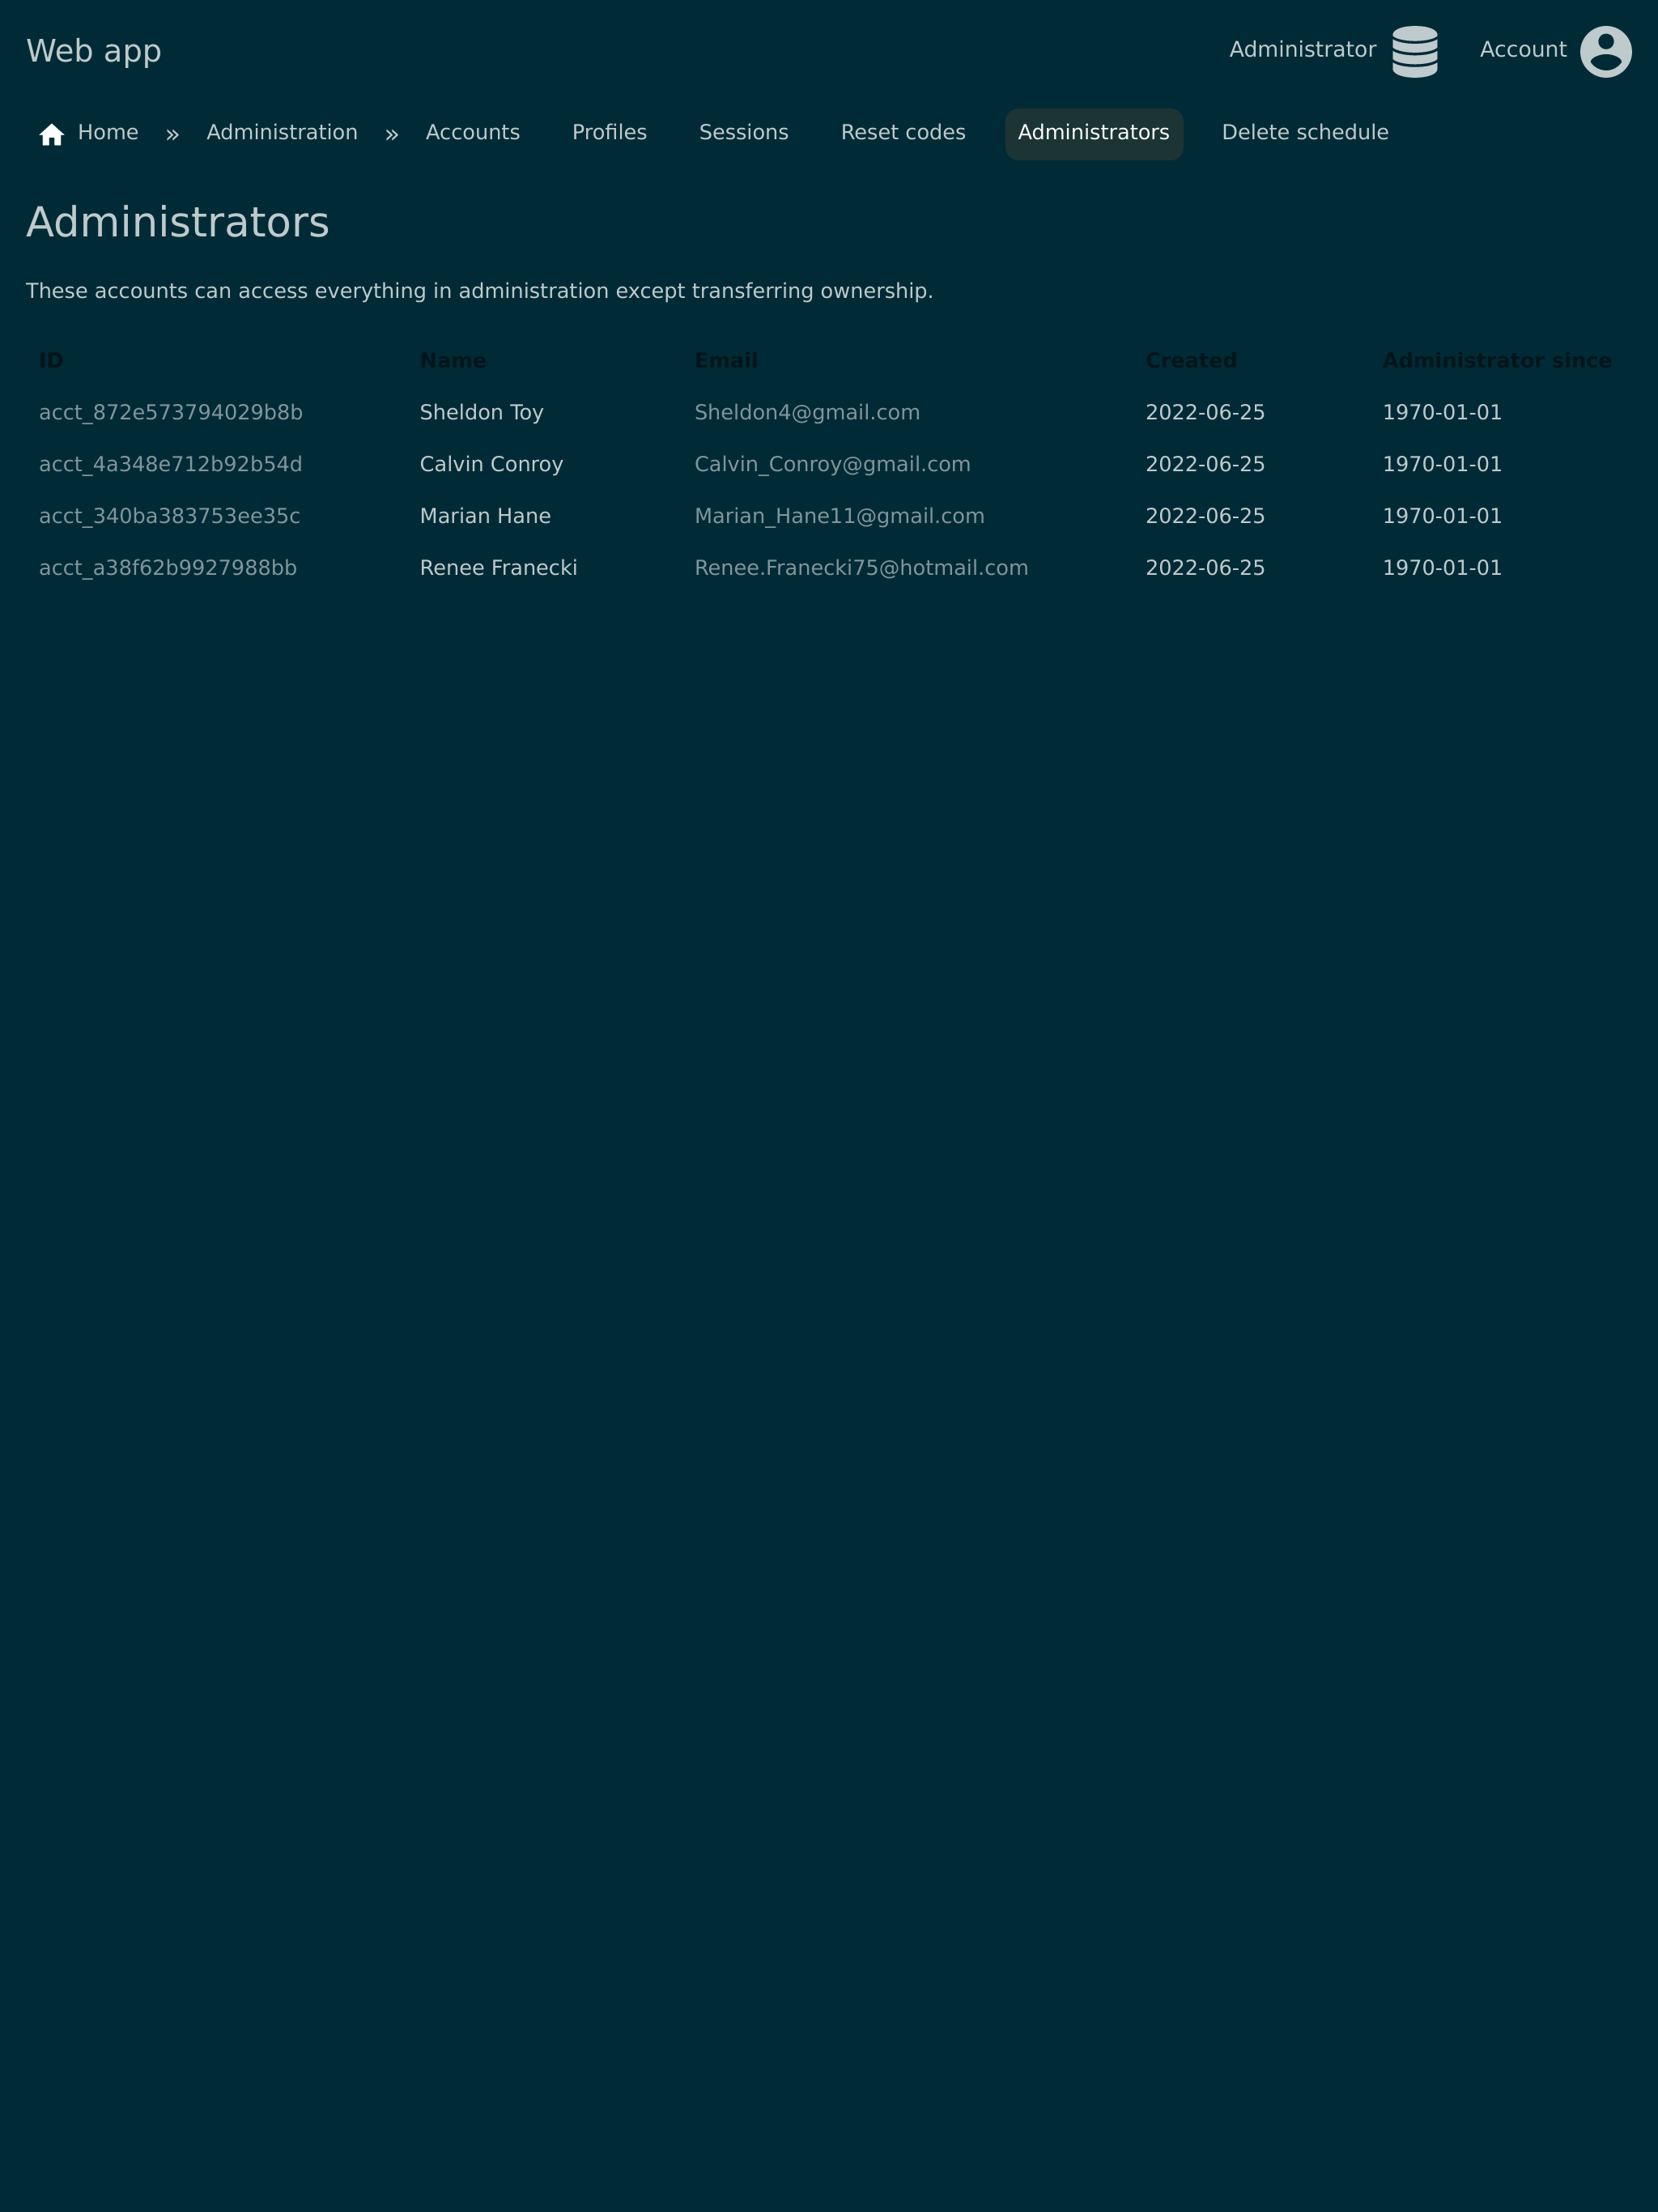 Web app
Administrator Account
Home » Administration » Accounts Profiles Sessions Reset codes Administrators Delete schedule
Administrators
These accounts can access everything in administration except transferring ownership.
ID Name Email Created Administrator since
acct_872e573794029b8b Sheldon Toy Sheldon4@gmail.com 2022-06-25 1970-01-01
acct_4a348e712b92b54d Calvin Conroy Calvin_Conroy@gmail.com 2022-06-25 1970-01-01
acct_340ba383753ee35c Marian Hane Marian_Hane11@gmail.com 2022-06-25 1970-01-01
acct_a38f62b9927988bb Renee Franecki Renee.Franecki75@hotmail.com 2022-06-25 1970-01-01